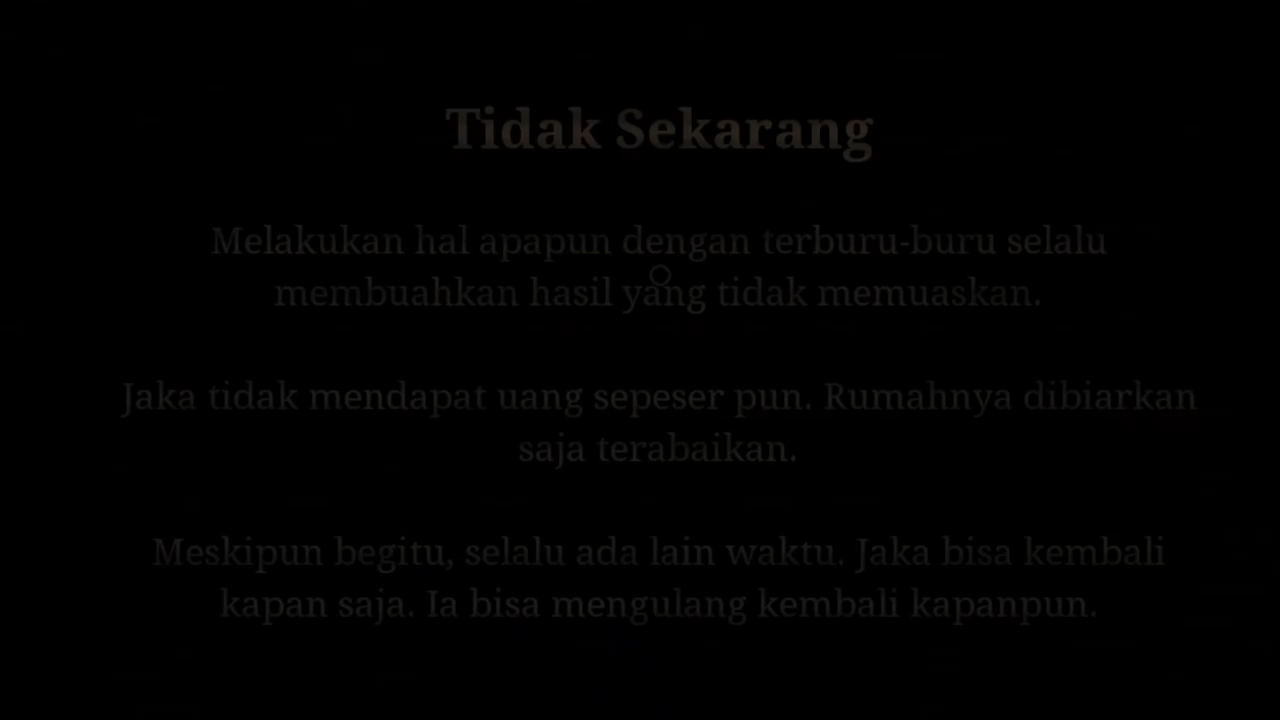 Tidak Sekarang
Melakukan hal apapun dengan terburu-buru selalu
membuahkan hasil yang tidak memuaskan.
Jaka tidak mendapat uang sepeser pun. Rumahnya dibiarkan
saja terabaikan.
Meskipun begitu, selalu ada lain waktu. Jaka bisa kembali
kapan saja. Ia bisa mengulang kembali kapanpun.